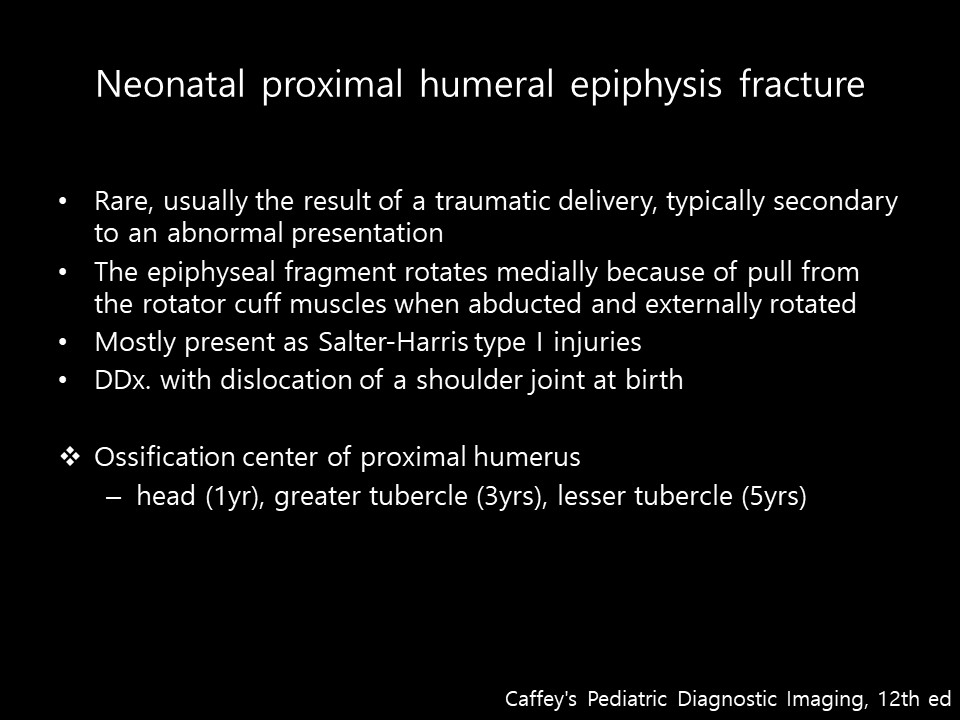 Neonatal proximal humeral epiphysis fracture
• Rare, usually the result of a traumatic delivery, typically secondary
to an abnormal presentation
• The epiphyseal fragment rotates medially because of pull from
the rotator cuff muscles when abducted and externally rotated
• Mostly present as Salter-Harris type I injuries
• DDx. with dislocation of a shoulder joint at birth
❖ Ossification center of proximal humerus
– head (1yr), greater tubercle (3yrs), lesser tubercle (5yrs)
Caffey's Pediatric Diagnostic Imaging, 12th ed